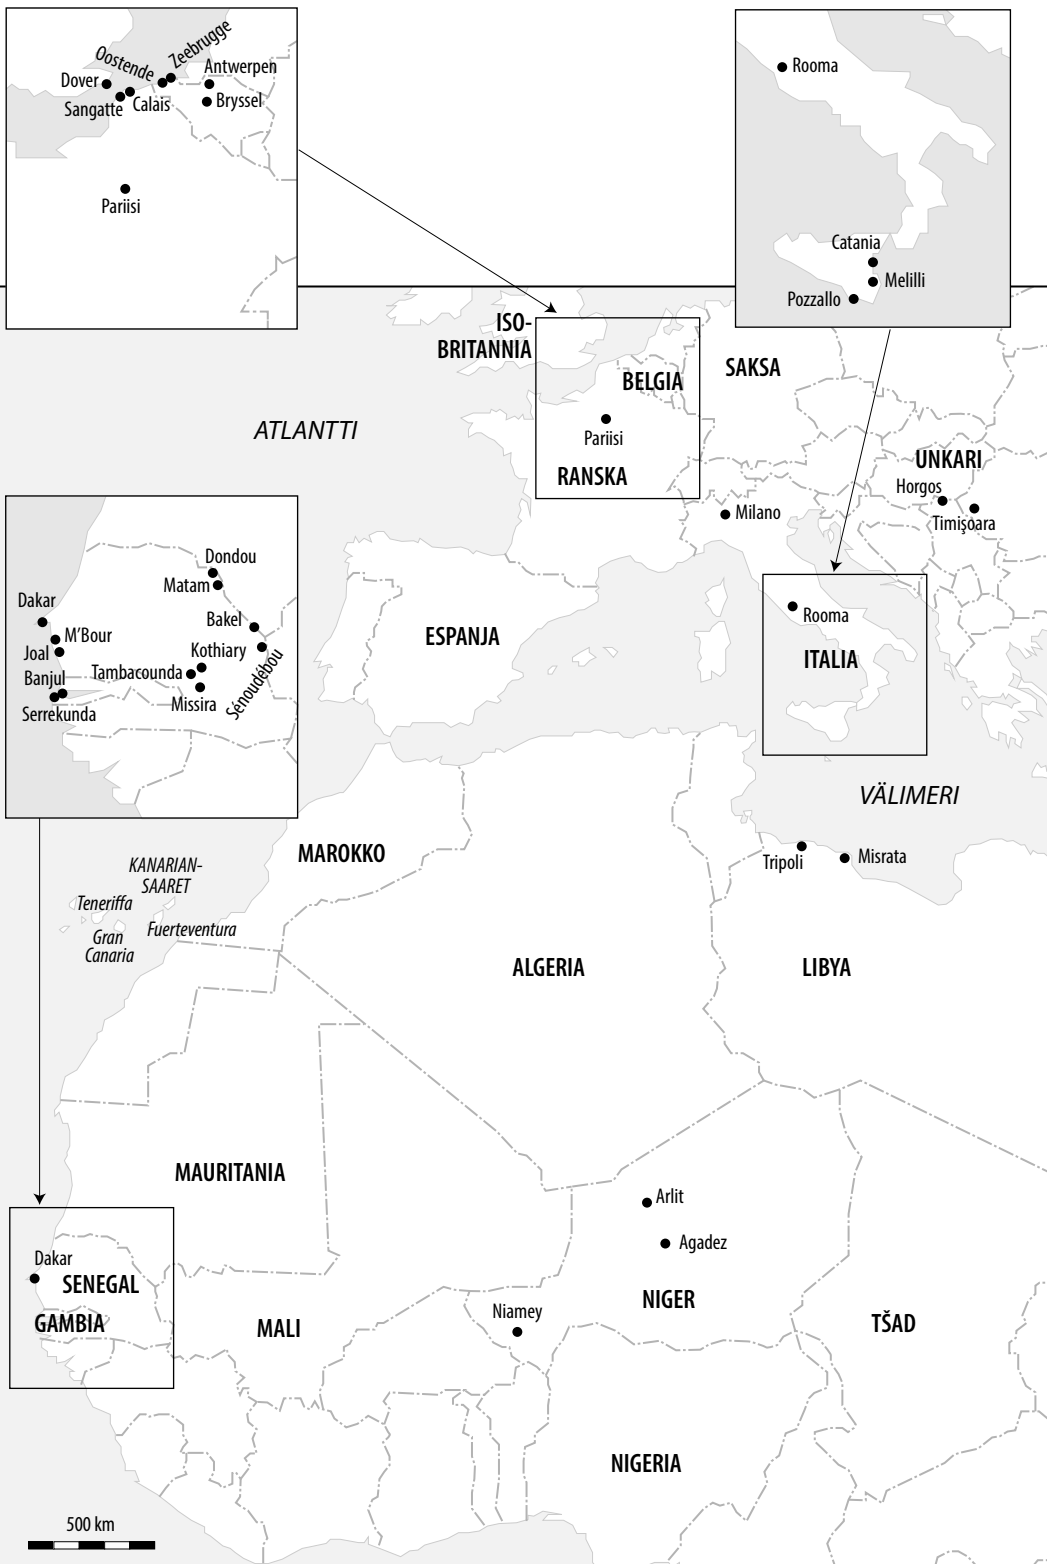 Oostende
Zeebrugge
Dover
Antwerpen
Sangatte
Calais
Bryssel
Pariisi
Rooma
Catania
Melilli
Pozzallo
ISO-
BRITANNIA
BELGIA
SAKSA
ATLANTTI
Pariisi
RANSKA
UNKARI
Horgos
Milano
Timişoara
Dondou
Matam
Dakar
Bakel
M'Bour
Joal
Kothiary
Banjul
Tambacounda
Sénoudébou
Missira
Serrekunda
ESPANJA
Rooma
ITALIA
VÄLIMERI
Tripoli
Misrata
MAROKKO
KANARIAN-
SAARET
Teneriffa
Fuerteventura
Gran
Canaria
ALGERIA
LIBYA
MAURITANIA
Arlit
Agadez
Dakar
SENEGAL
GAMBIA
MALI
Niamey
NIGER
TŠAD
NIGERIA
500 km